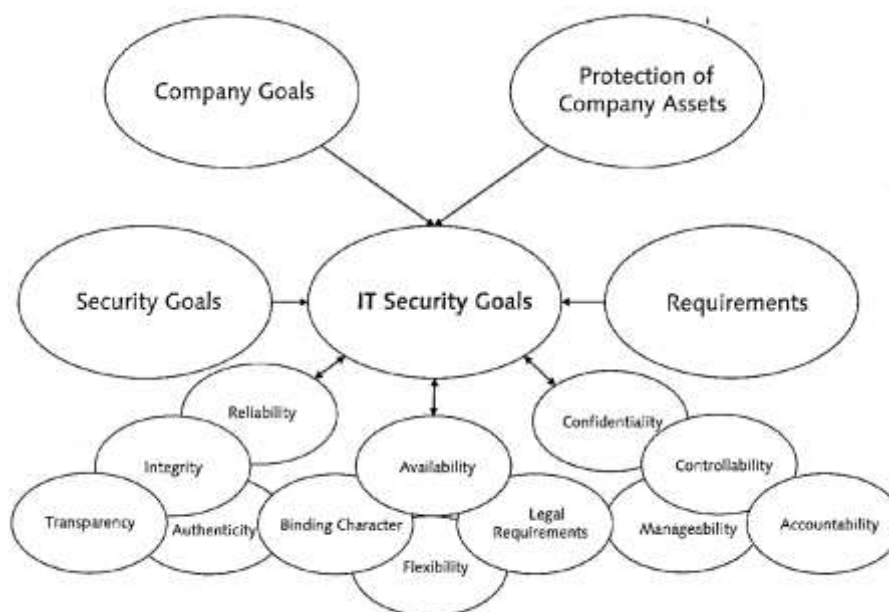 Company Goals
Protection of
Company Assets
Security Goals
IT Security Goals
Requirements
Reliability
Confidentiality
Integrity
Availability
Controllability
Transparency
Authenticity
Binding Character
Legal
Requirements
Manageability
Accountability
Flexibility